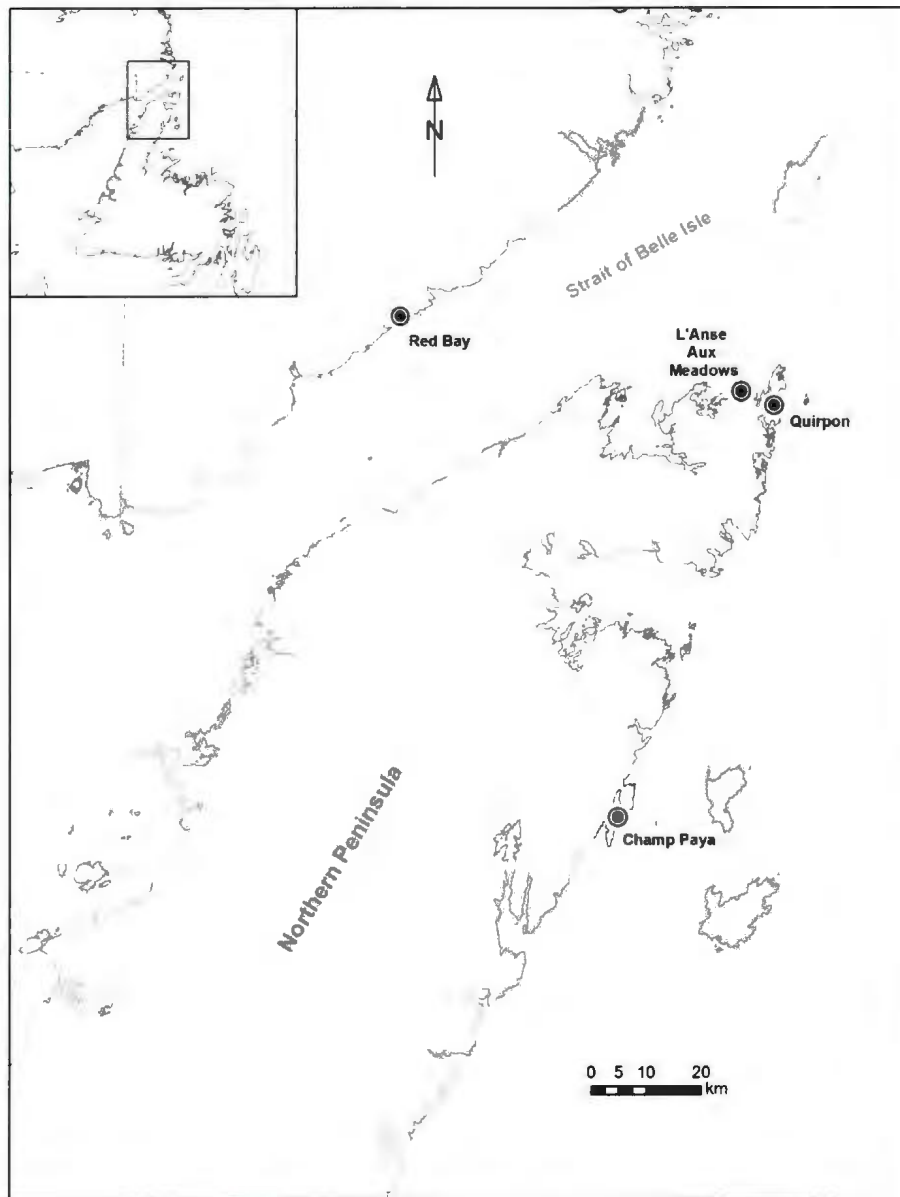 N
Strait of Belle Isle
Red Bay
L'Anse
Aux
Meadows
Quirpon
Northern Peninsula
Champ Paya
0 5 10 20
km